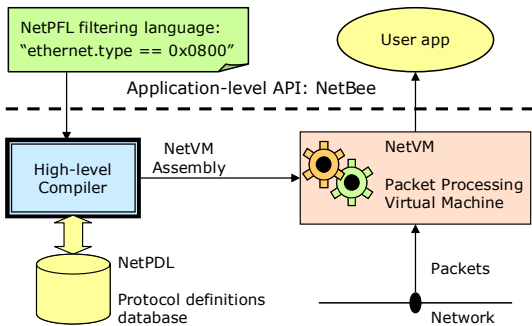 NetPFL filtering language:
“ethernet.type == 0x0800”
User app
Application-level API: NetBee
High-level
Compiler
NetVM
Assembly
NetVM
Packet Processing
Virtual Machine
NetPDL
Protocol definitions
database
Packets
Network